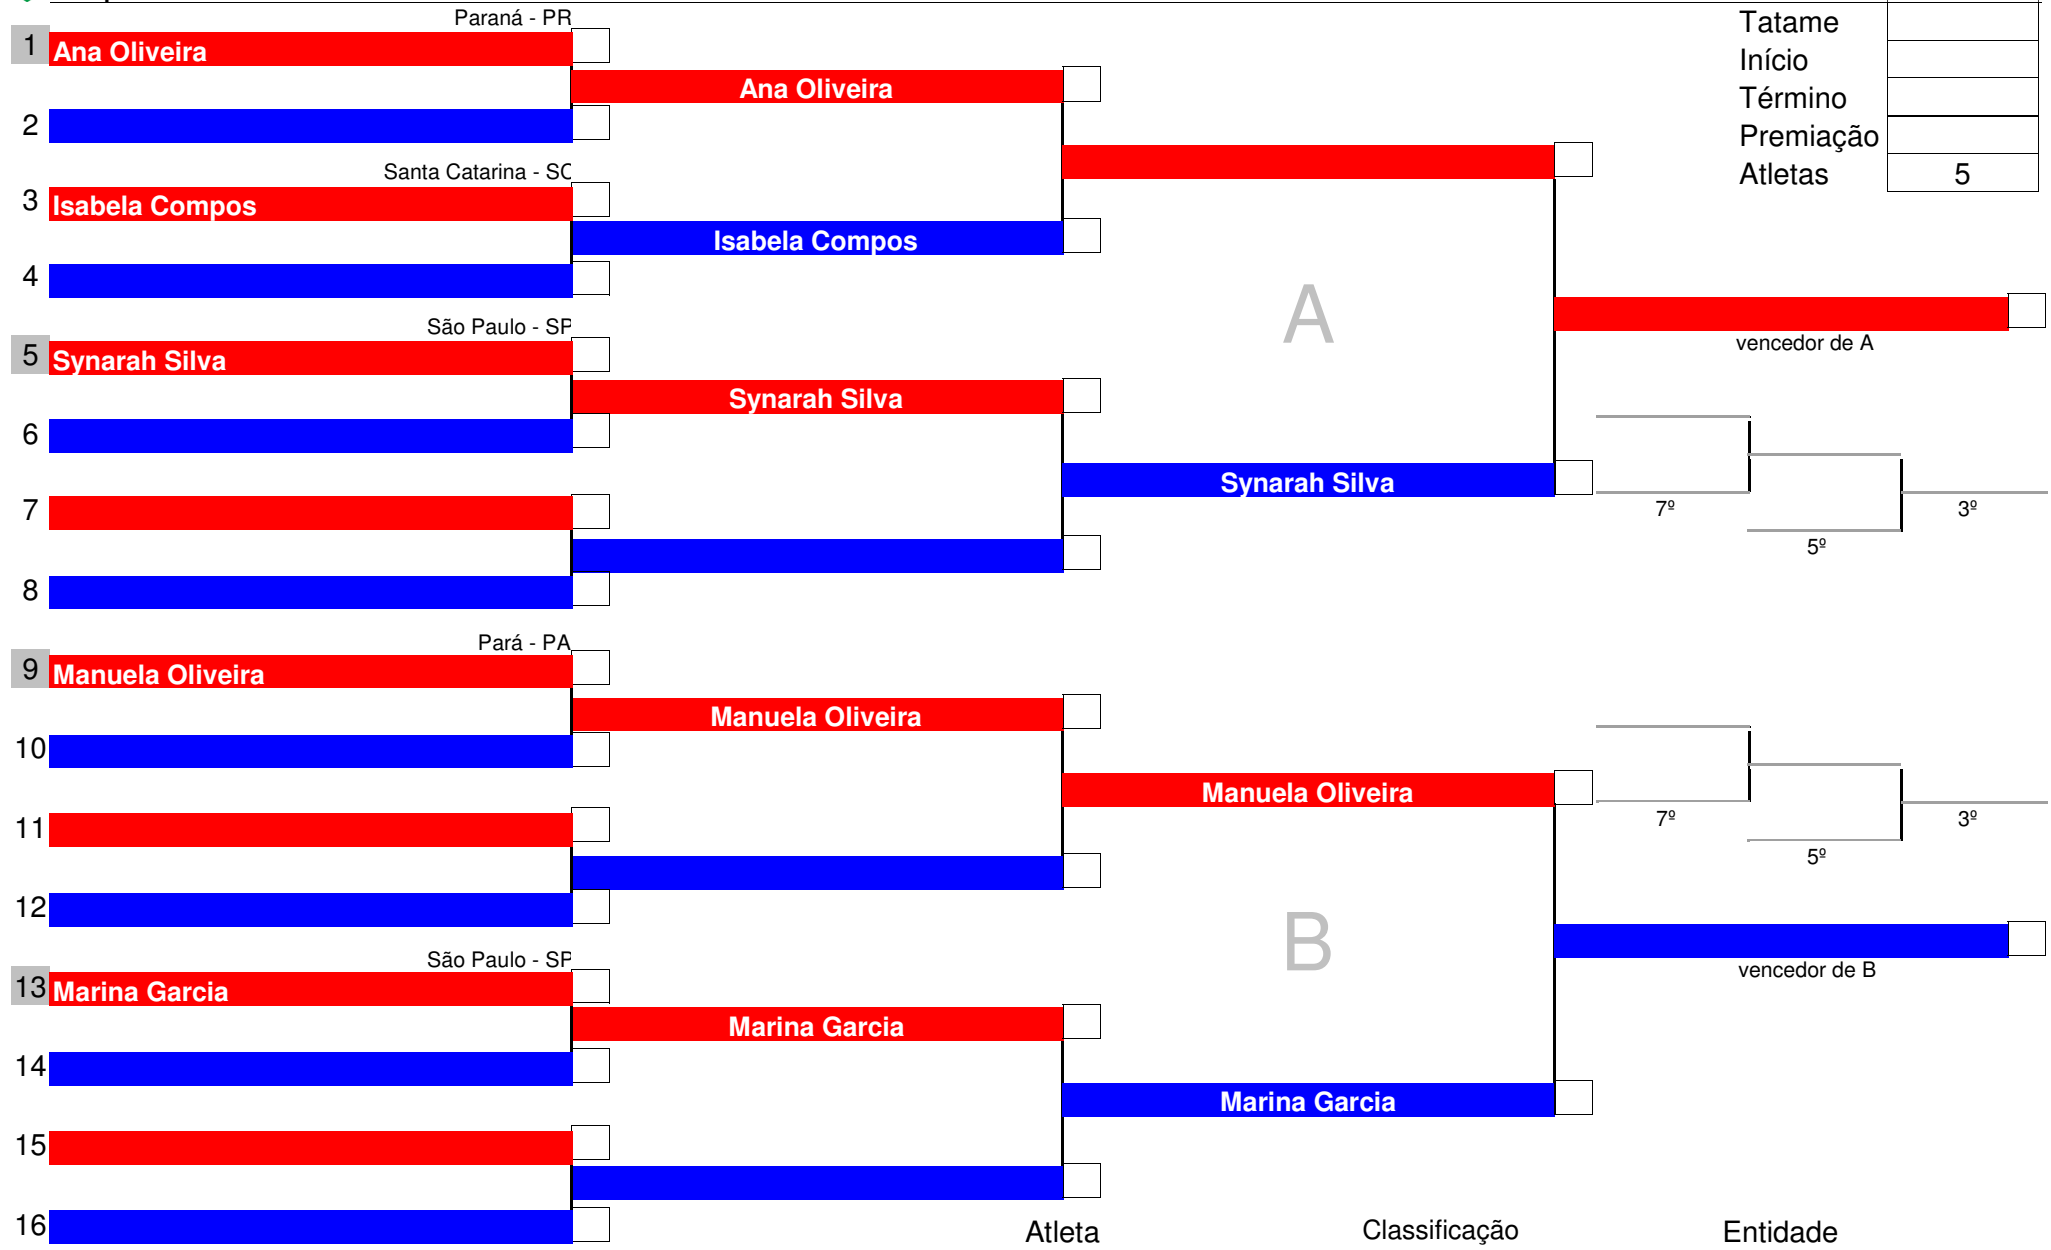 Paraná - PR
1 Ana Oliveira
Ana Oliveira
2
Santa Catarina - SC
3 Isabela Compos
Isabela Compos
4
São Paulo - SP
5 Synarah Silva
Synarah Silva
6
Synarah Silva
7
8
Pará - PA
9 Manuela Oliveira
Manuela Oliveira
10
Manuela Oliveira
11
12
São Paulo - SP
13 Marina Garcia
Marina Garcia
14
Marina Garcia
15
16
A
B
Tatame
Início
Término
Premiação
Atletas 5
vencedor de A
7º
3º
5º
7º
3º
5º
vencedor de B
Atleta Classificação Entidade